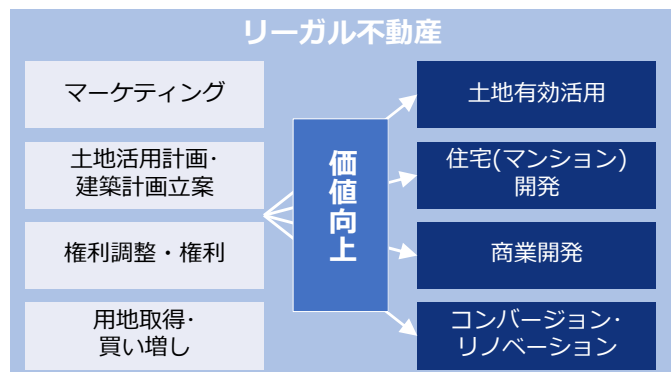 リーガル不動産
マーケティング
土地活用計画･
建築計画立案
権利調整・権利
用地取得･
買い増し
価
値
向
上
土地有効活用
住宅(マンション)
開発
商業開発
コンバージョン･
リノベーション